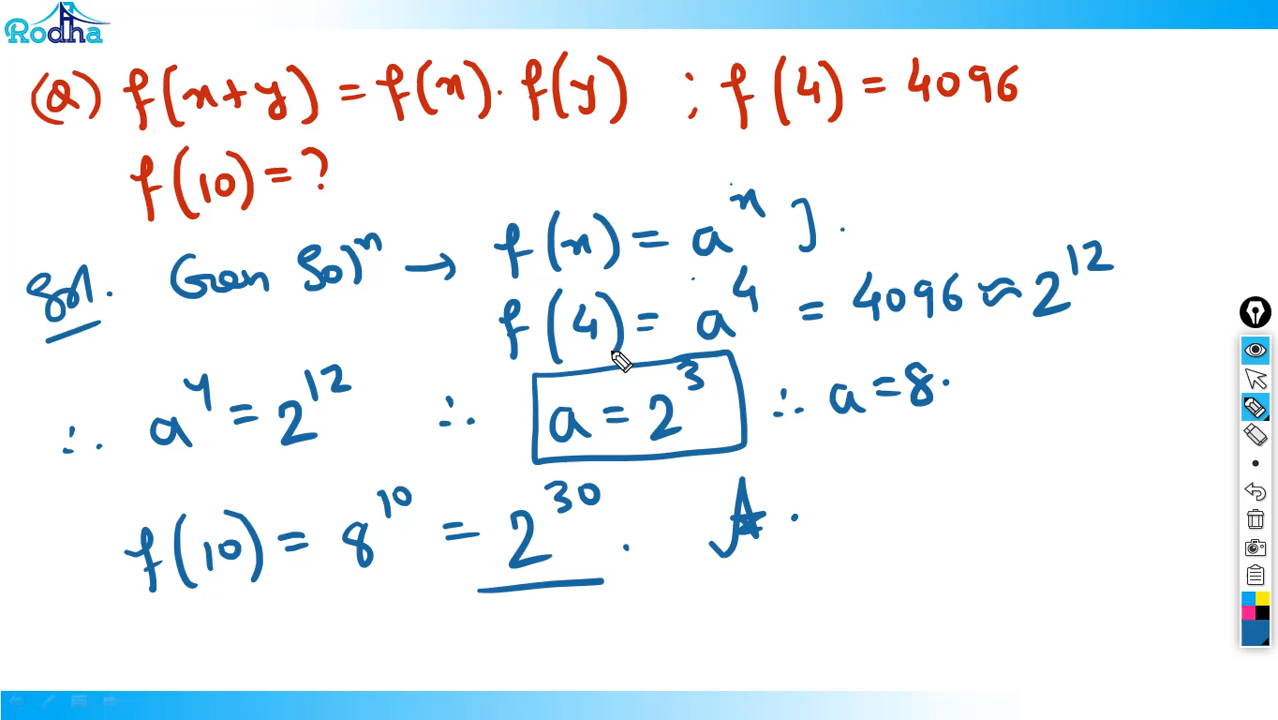 Rodha
(Q) f(x+y) = f(x). f(y) ; f(4) = 4096
f(10) = ?
Sol. Gen Solⁿ → f(x) = aˣ ].
f(4) = a⁴ = 4096 ≈ 2¹²
∴ a⁴ = 2¹² ∴ a = 2³ ∴ a = 8.
f(10) = 8¹⁰ = 2³⁰ .